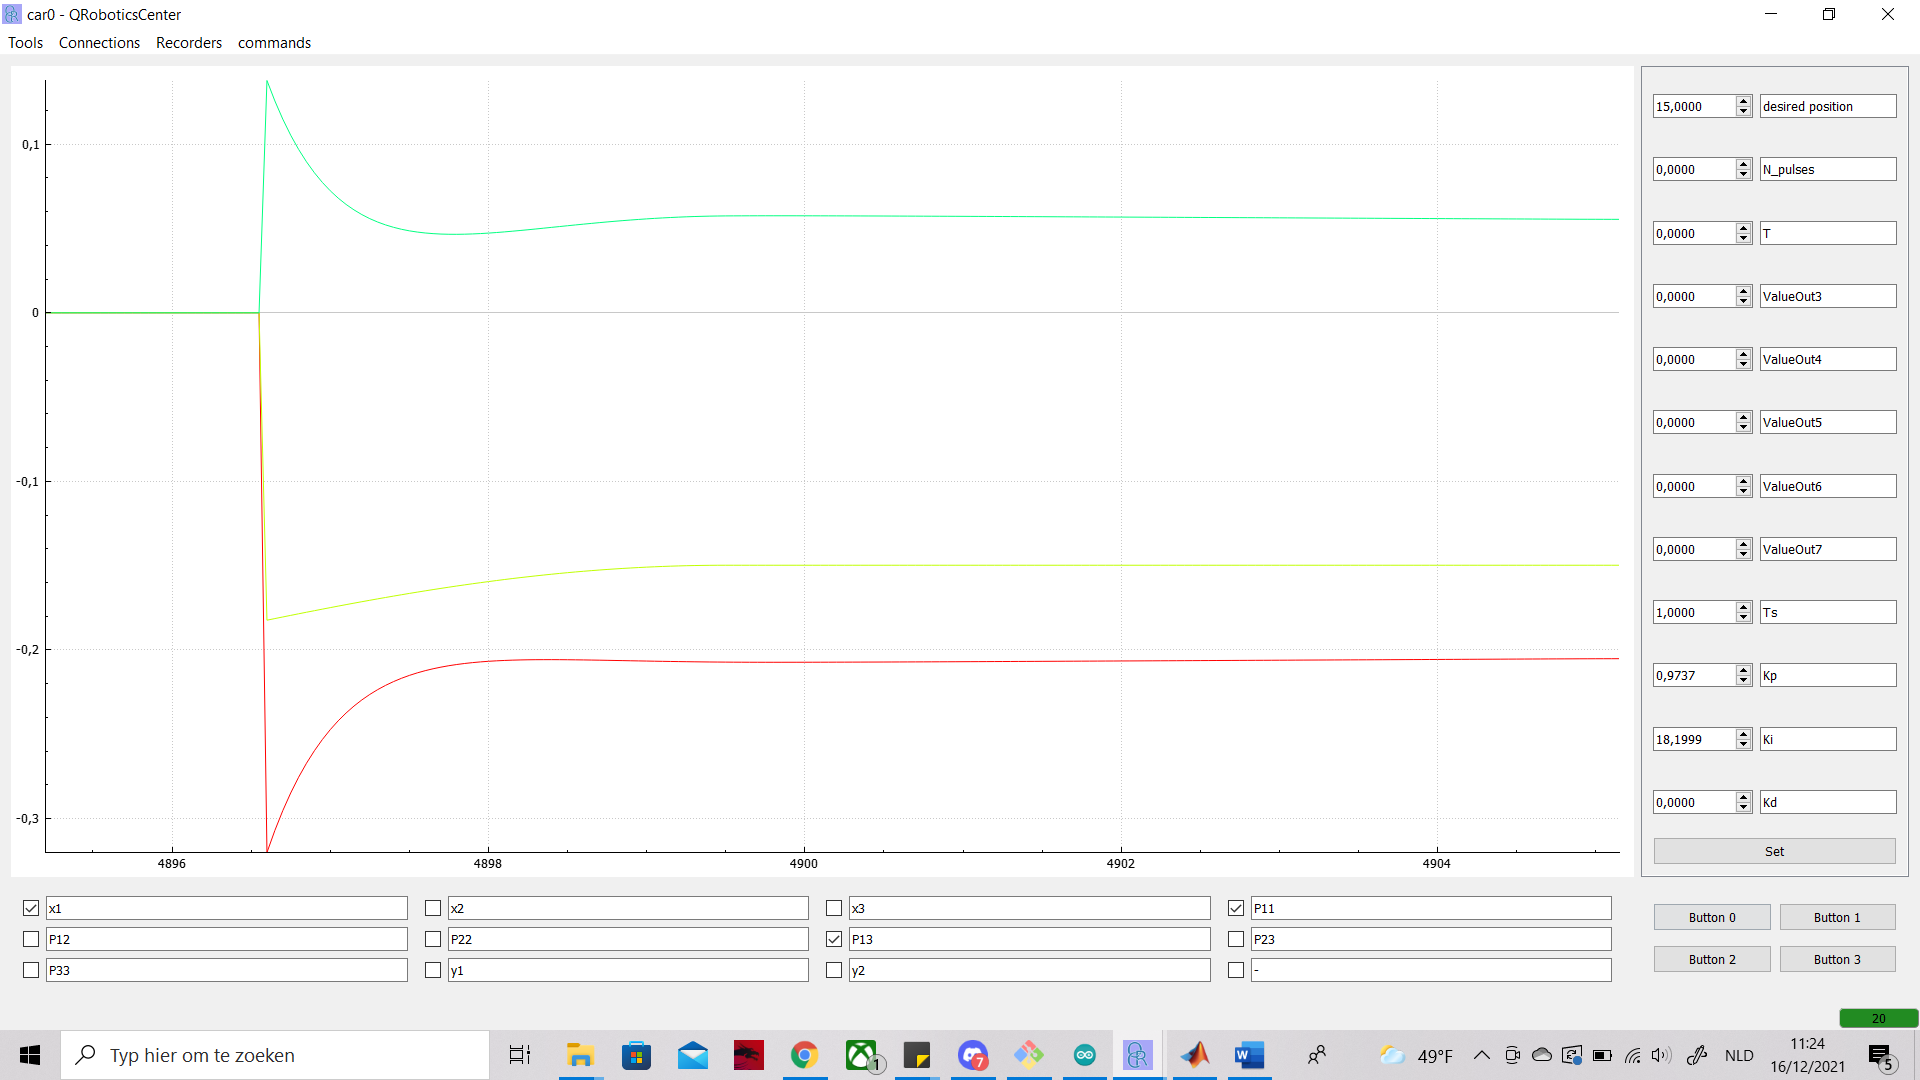 car0 - QRoboticsCenter
Tools Connections Recorders commands
0,1
0
-0,1
-0,2
-0,3
4896 4898 4900 4902 4904
15,0000 desired position
0,0000 N_pulses
0,0000 T
0,0000 ValueOut3
0,0000 ValueOut4
0,0000 ValueOut5
0,0000 ValueOut6
0,0000 ValueOut7
1,0000 Ts
0,9737 Kp
18,1999 Ki
0,0000 Kd
Set
x1 x2 x3 P11
P12 P22 P13 P23
P33 y1 y2 -
Button 0 Button 1
Button 2 Button 3
20
Typ hier om te zoeken
1
7
49°F
NLD
11:24
16/12/2021
5